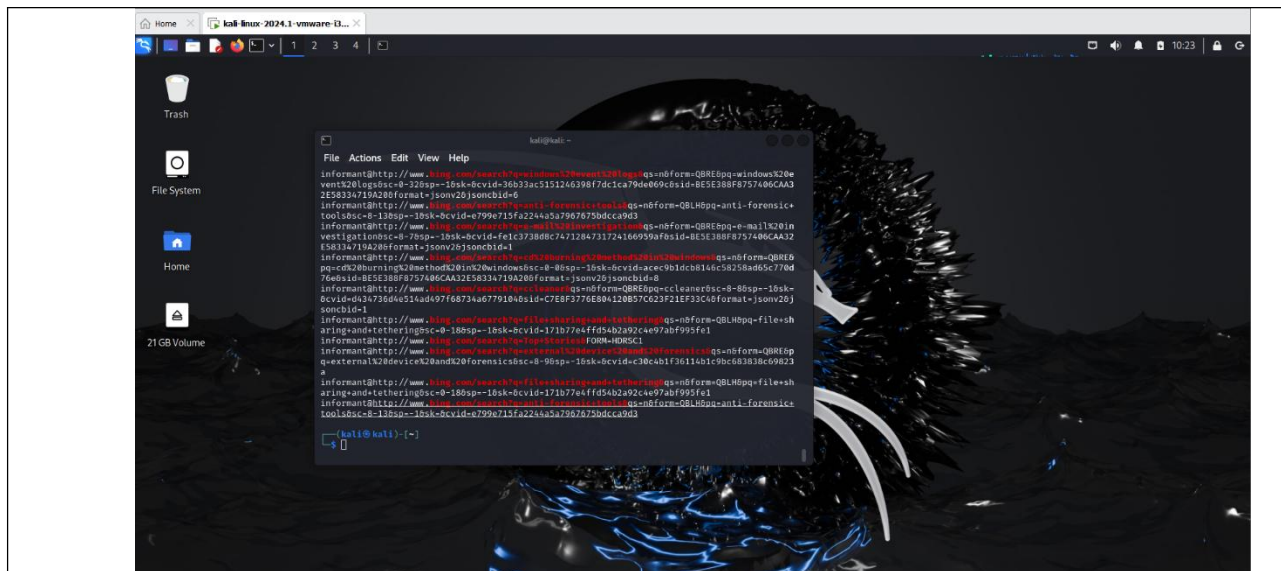 Home
kali-linux-2024.1-vmware-i3...
1 2 3 4
10:23
Trash
File System
Home
21 GB Volume
kali@kali: ~
File Actions Edit View Help
informant@http://www.bing.com/search?q=windows%20event%20logs&qs=n&form=QBRE&pq=windows%20e
vent%20logs&sc=0-32&sp=-1&sk=&cvid=36b33ac5151246398f7dc1ca79de069c&sid=BE5E388F8757406CAA3
2E58334719A20&format=jsonv2&jsoncbid=6
informant@http://www.bing.com/search?q=anti-forensic+tools&qs=n&form=QBLH&pq=anti-forensic+
tools&sc=8-13&sp=-1&sk=&cvid=e799e715fa2244a5a7967675bdcca9d3
informant@http://www.bing.com/search?q=e-mail%20investigation&qs=n&form=QBRE&pq=e-mail%20in
vestigation&sc=8-7&sp=-1&sk=&cvid=fe1c3738d8c7471284731724166959af&sid=BE5E388F8757406CAA32
E58334719A20&format=jsonv2&jsoncbid=1
informant@http://www.bing.com/search?q=cd%20burning%20method%20in%20windows&qs=n&form=QBRE&
pq=cd%20burning%20method%20in%20windows&sc=0-0&sp=-1&sk=&cvid=acec9b1dcb8146c58258ad65c770d
76e&sid=BE5E388F8757406CAA32E58334719A20&format=jsonv2&jsoncbid=8
informant@http://www.bing.com/search?q=ccleaner&qs=n&form=QBRE&pq=ccleaner&sc=8-8&sp=-1&sk=
&cvid=d434736d4e514ad497f68734a6779104&sid=C7E8F3776E804120B57C623F21EF33C4&format=jsonv2&j
soncbid=1
informant@http://www.bing.com/search?q=file+sharing+and+tethering&qs=n&form=QBLH&pq=file+sh
aring+and+tethering&sc=0-18&sp=-1&sk=&cvid=171b77e4ffd54b2a92c4e97abf995fe1
informant@http://www.bing.com/search?q=Top+Stories&FORM=HDRSC1
informant@http://www.bing.com/search?q=external%20device%20and%20forensics&qs=n&form=QBRE&p
q=external%20device%20and%20forensics&sc=8-9&sp=-1&sk=&cvid=c30c4b1f36114b1c9bc683838c69823
a
informant@http://www.bing.com/search?q=file+sharing+and+tethering&qs=n&form=QBLH&pq=file+sh
aring+and+tethering&sc=0-18&sp=-1&sk=&cvid=171b77e4ffd54b2a92c4e97abf995fe1
informant@http://www.bing.com/search?q=anti-forensic+tools&qs=n&form=QBLH&pq=anti-forensic+
tools&sc=8-13&sp=-1&sk=&cvid=e799e715fa2244a5a7967675bdcca9d3
(kali㉿kali)-[~]
$